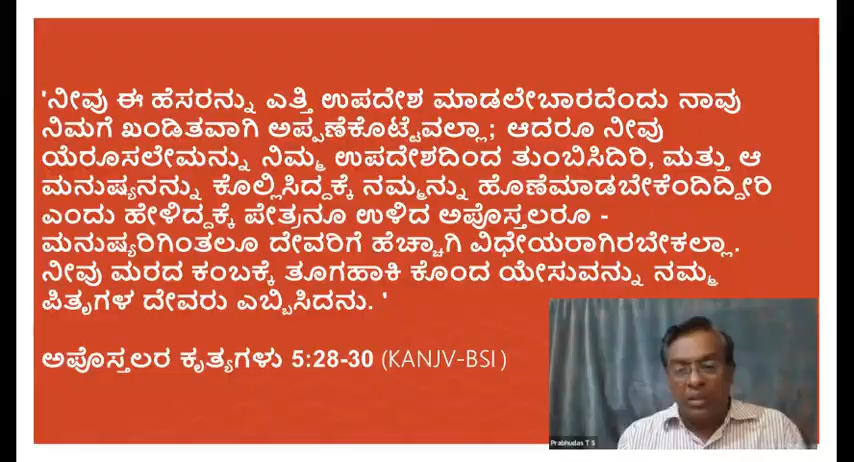 'ನೀವು ಈ ಹೆಸರನ್ನು ಎತ್ತಿ ಉಪದೇಶ ಮಾಡಲೇಬಾರದೆಂದು ನಾವು
ನಿಮಗೆ ಖಂಡಿತವಾಗಿ ಅಪ್ಪಣೆಕೊಟ್ಟೆವಲ್ಲಾ; ಆದರೂ ನೀವು
ಯೆರೂಸಲೇಮನ್ನು ನಿಮ್ಮ ಉಪದೇಶದಿಂದ ತುಂಬಿಸಿದಿರಿ, ಮತ್ತು ಆ
ಮನುಷ್ಯನನ್ನು ಕೊಲ್ಲಿಸಿದ್ದಕ್ಕೆ ನಮ್ಮನ್ನು ಹೊಣೆಮಾಡಬೇಕೆಂದಿದ್ದೀರಿ
ಎಂದು ಹೇಳಿದ್ದಕ್ಕೆ ಪೇತ್ರನೂ ಉಳಿದ ಅಪೊಸ್ತಲರೂ -
ಮನುಷ್ಯರಿಗಿಂತಲೂ ದೇವರಿಗೆ ಹೆಚ್ಚಾಗಿ ವಿಧೇಯರಾಗಿರಬೇಕಲ್ಲಾ.
ನೀವು ಮರದ ಕಂಬಕ್ಕೆ ತೂಗಹಾಕಿ ಕೊಂದ ಯೇಸುವನ್ನು ನಮ್ಮ
ಪಿತೃಗಳ ದೇವರು ಎಬ್ಬಿಸಿದನು. '
ಅಪೊಸ್ತಲರ ಕೃತ್ಯಗಳು 5:28-30 (KANJV-BSI)
Prabhudas T S